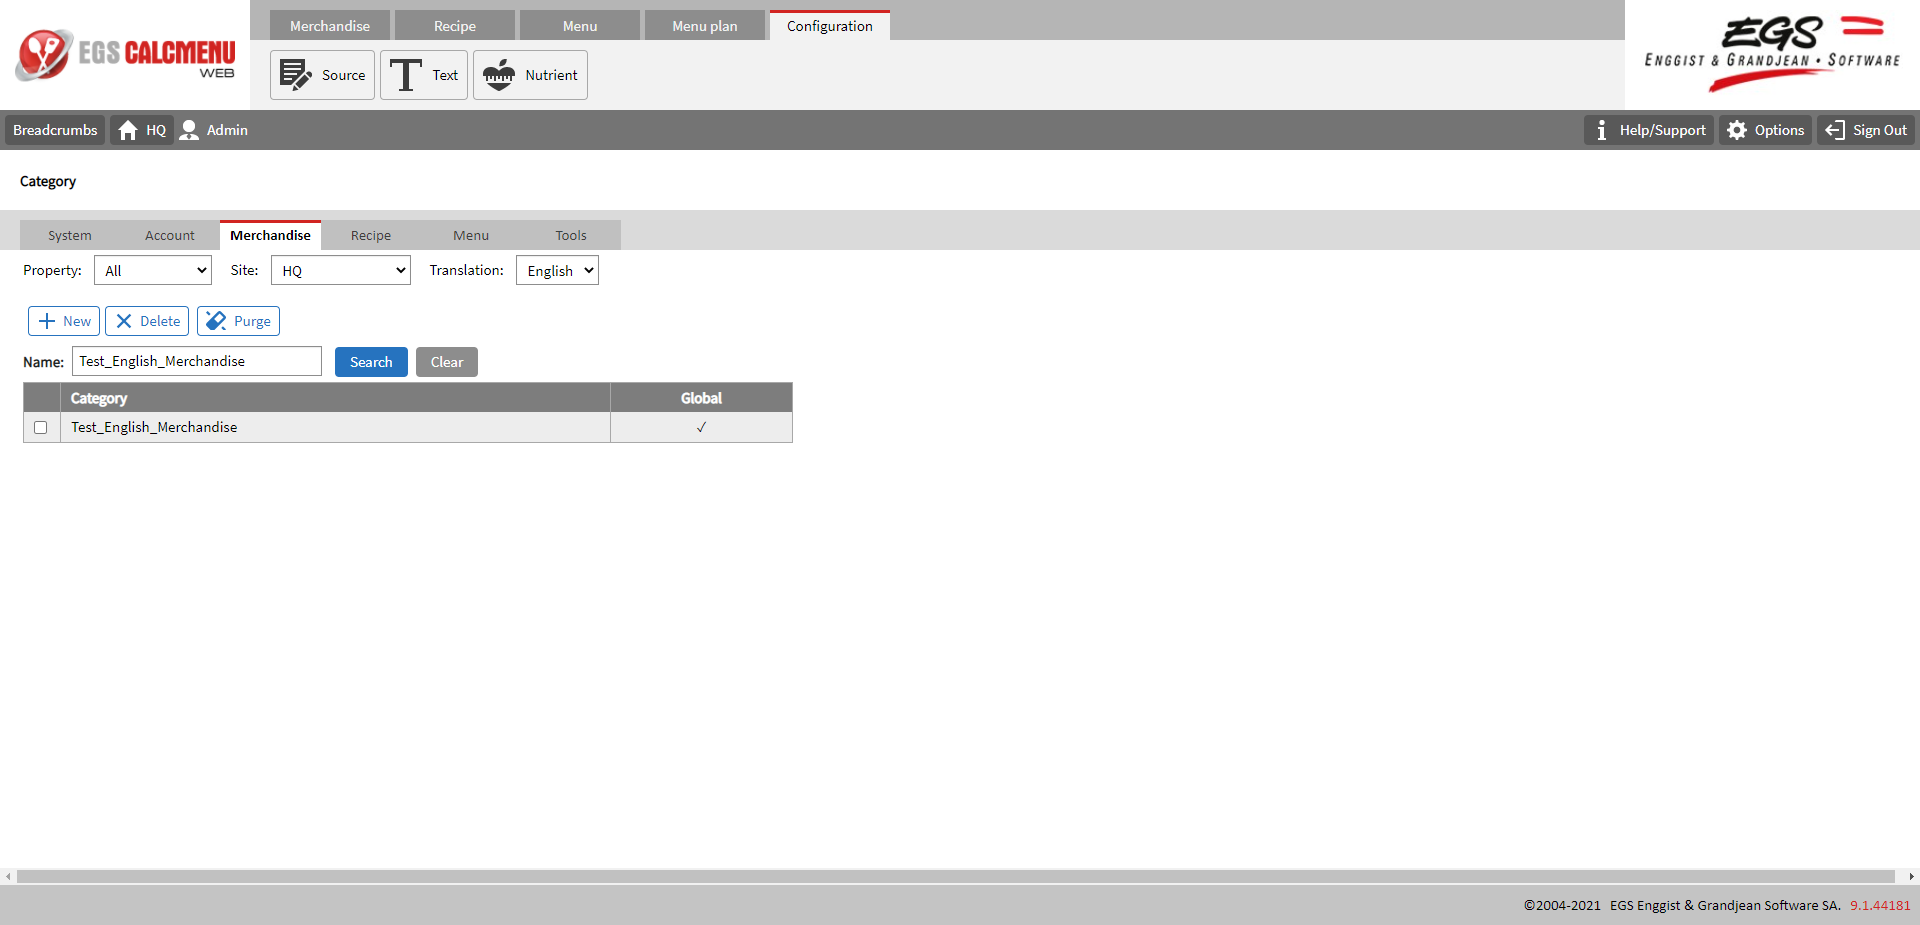 EGS CALCMENU
WEB
Merchandise Recipe Menu Menu plan Configuration
Source Text Nutrient
EGS
ENGGIST & GRANDJEAN • SOFTWARE
Breadcrumbs HQ Admin Help/Support Options Sign Out
Category
System Account Merchandise Recipe Menu Tools
Property: All Site: HQ Translation: English
New Delete Purge
Name: Test_English_Merchandise Search Clear
Category Global
Test_English_Merchandise ✓
©2004-2021 EGS Enggist & Grandjean Software SA. 9.1.44181